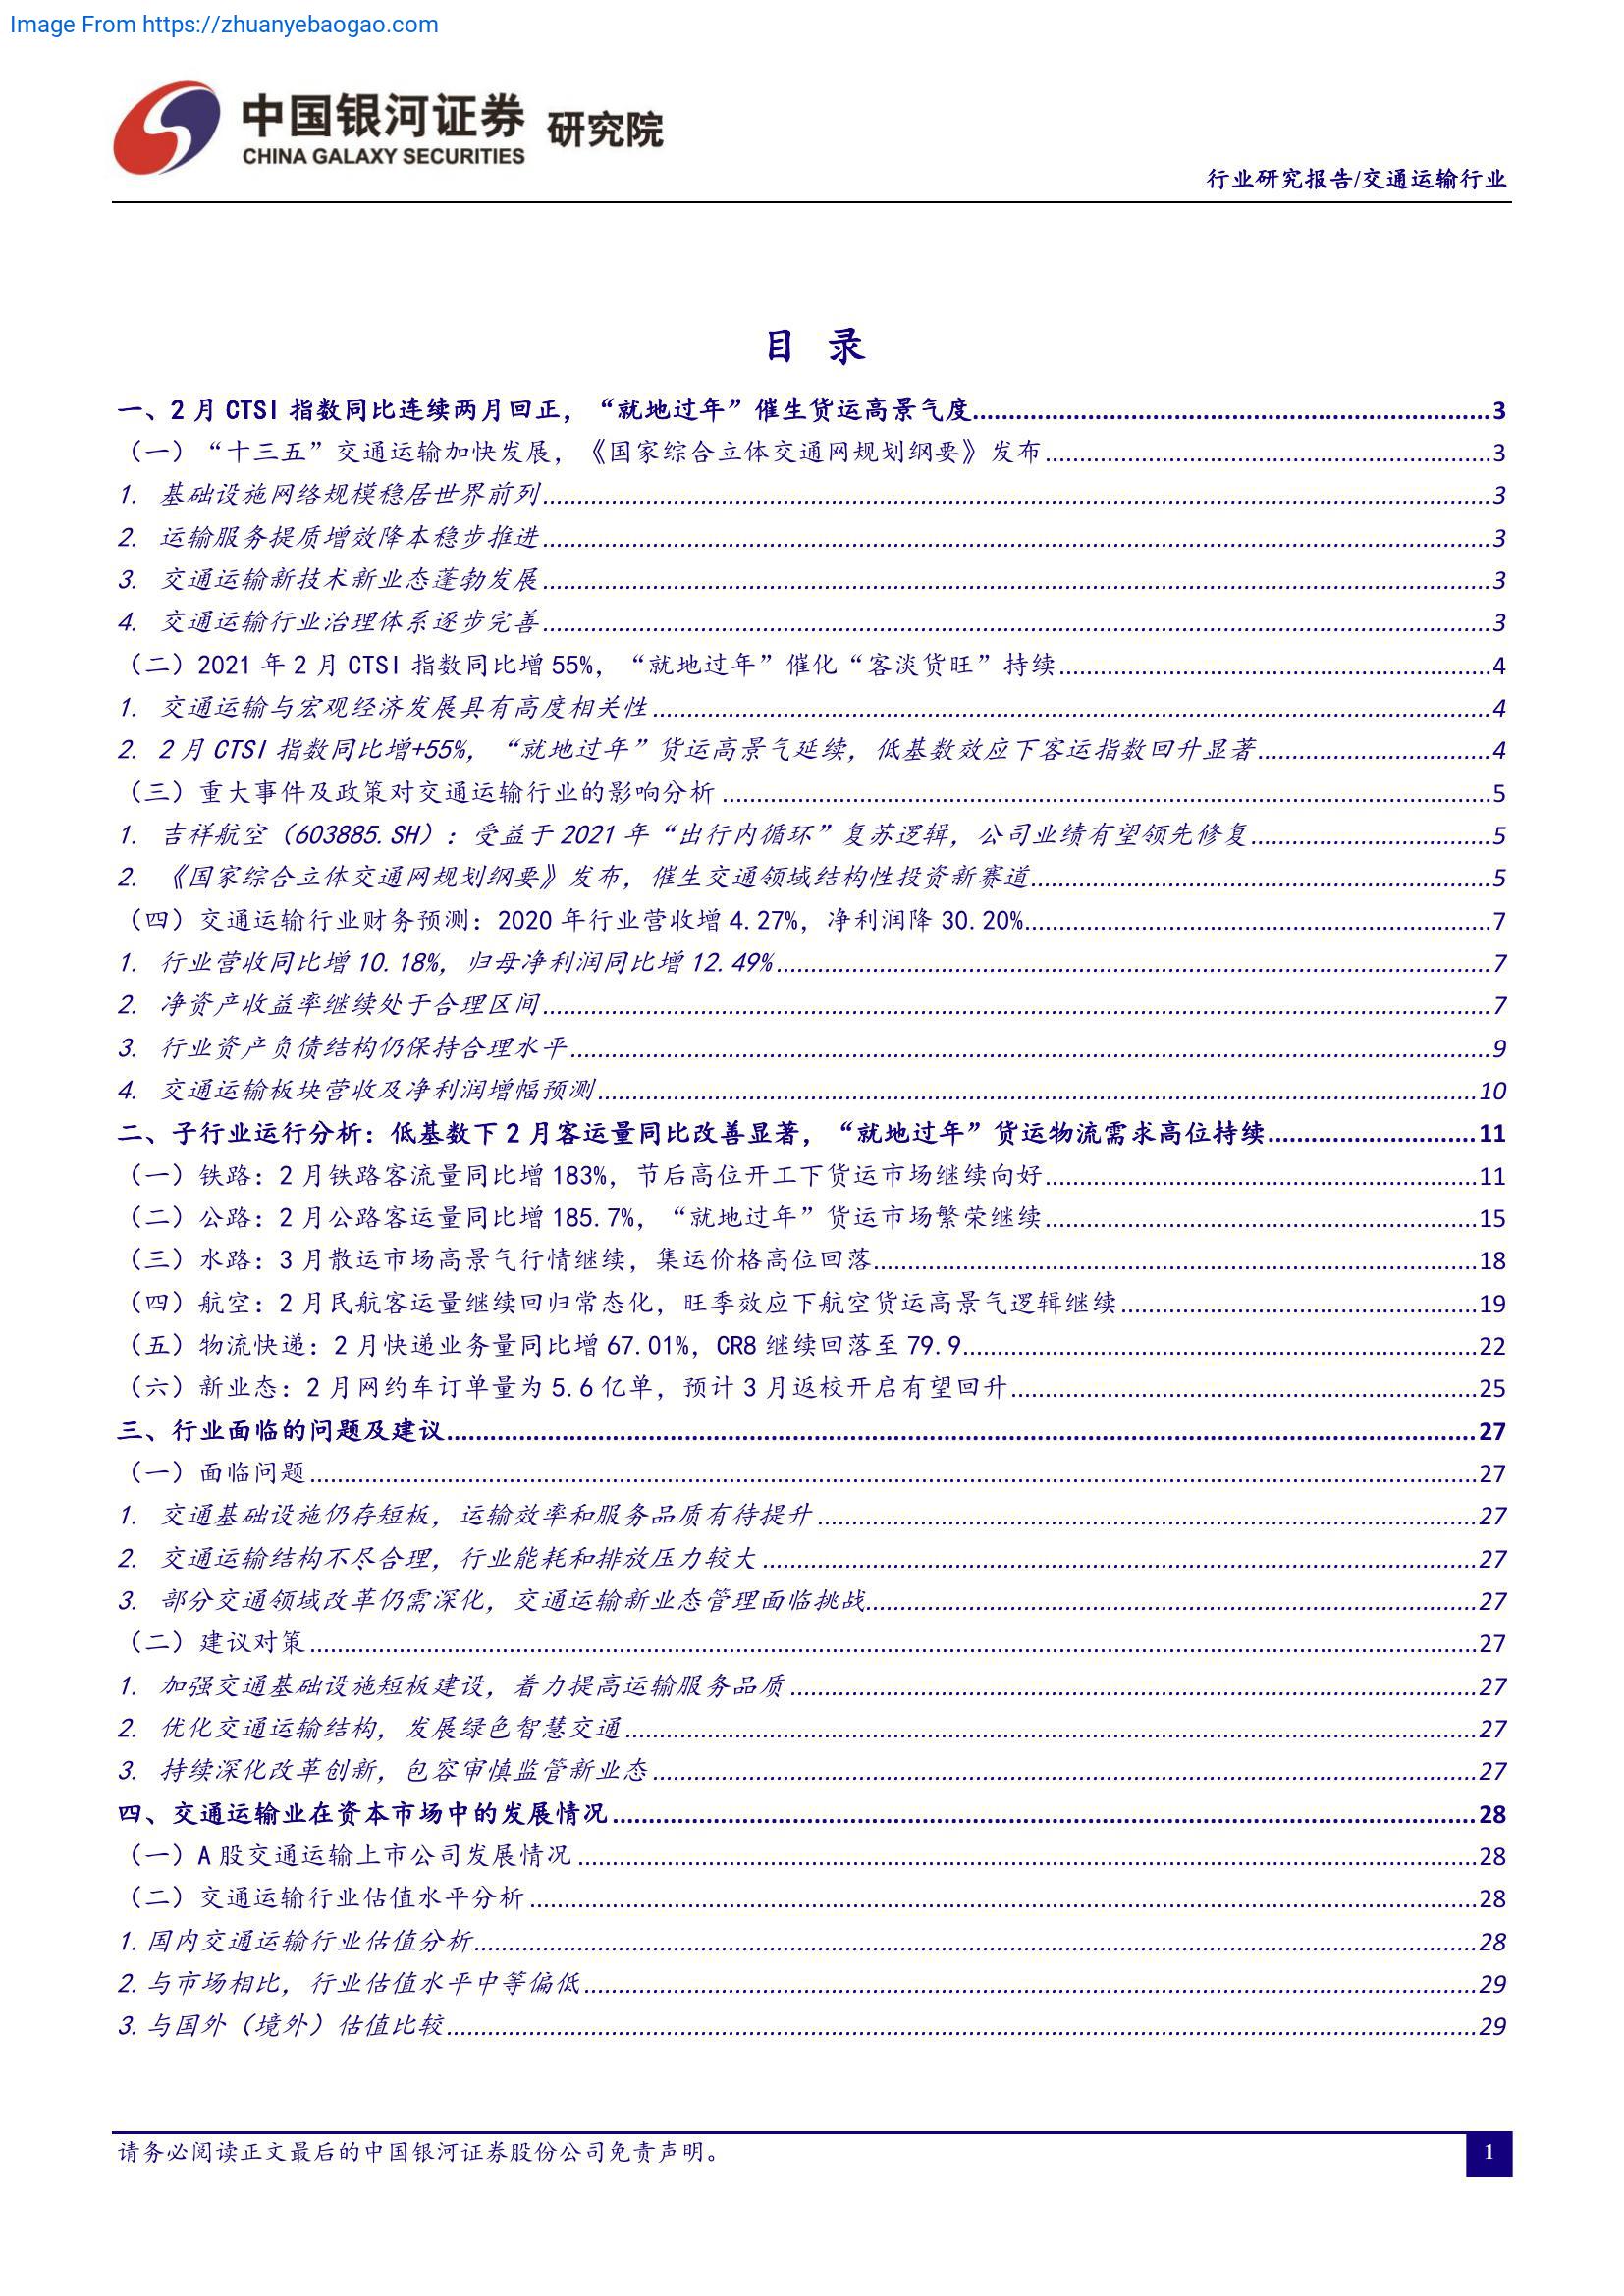 Image From https://zhuanyebaogao.com
中国银河证券 研究院
CHINA GALAXY SECURITIES
行业研究报告/交通运输行业
目 录
一、2 月 CTSI 指数同比连续两月回正，“就地过年”催生货运高景气度 3
（一）“十三五”交通运输加快发展，《国家综合立体交通网规划纲要》发布 3
1. 基础设施网络规模稳居世界前列 3
2. 运输服务提质增效降本稳步推进 3
3. 交通运输新技术新业态蓬勃发展 3
4. 交通运输行业治理体系逐步完善 3
（二）2021 年 2 月 CTSI 指数同比增 55%，“就地过年”催化“客淡货旺”持续 4
1. 交通运输与宏观经济发展具有高度相关性 4
2. 2 月 CTSI 指数同比增+55%，“就地过年”货运高景气延续，低基数效应下客运指数回升显著 4
（三）重大事件及政策对交通运输行业的影响分析 5
1. 吉祥航空（603885.SH）：受益于 2021 年“出行内循环”复苏逻辑，公司业绩有望领先修复 5
2. 《国家综合立体交通网规划纲要》发布，催生交通领域结构性投资新赛道 5
（四）交通运输行业财务预测：2020 年行业营收增 4.27%，净利润降 30.20% 7
1. 行业营收同比增 10.18%，归母净利润同比增 12.49% 7
2. 净资产收益率继续处于合理区间 7
3. 行业资产负债结构仍保持合理水平 9
4. 交通运输板块营收及净利润增幅预测 10
二、子行业运行分析：低基数下 2 月客运量同比改善显著，“就地过年”货运物流需求高位持续 11
（一）铁路：2 月铁路客流量同比增 183%，节后高位开工下货运市场继续向好 11
（二）公路：2 月公路客运量同比增 185.7%，“就地过年”货运市场繁荣继续 15
（三）水路：3 月散运市场高景气行情继续，集运价格高位回落 18
（四）航空：2 月民航客运量继续回归常态化，旺季效应下航空货运高景气逻辑继续 19
（五）物流快递：2 月快递业务量同比增 67.01%，CR8 继续回落至 79.9 22
（六）新业态：2 月网约车订单量为 5.6 亿单，预计 3 月返校开启有望回升 25
三、行业面临的问题及建议 27
（一）面临问题 27
1. 交通基础设施仍存短板，运输效率和服务品质有待提升 27
2. 交通运输结构不尽合理，行业能耗和排放压力较大 27
3. 部分交通领域改革仍需深化，交通运输新业态管理面临挑战 27
（二）建议对策 27
1. 加强交通基础设施短板建设，着力提高运输服务品质 27
2. 优化交通运输结构，发展绿色智慧交通 27
3. 持续深化改革创新，包容审慎监管新业态 27
四、交通运输业在资本市场中的发展情况 28
（一）A 股交通运输上市公司发展情况 28
（二）交通运输行业估值水平分析 28
1.国内交通运输行业估值分析 28
2.与市场相比，行业估值水平中等偏低 29
3.与国外（境外）估值比较 29
请务必阅读正文最后的中国银河证券股份公司免责声明。
1